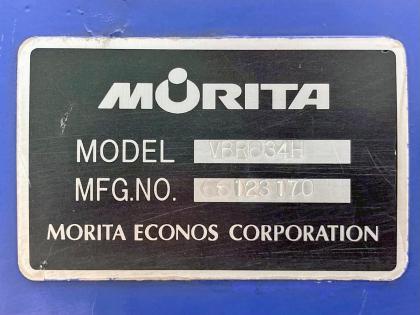 MORITA
MODEL
MFG.NO.
MORITA ECONOS CORPORATION